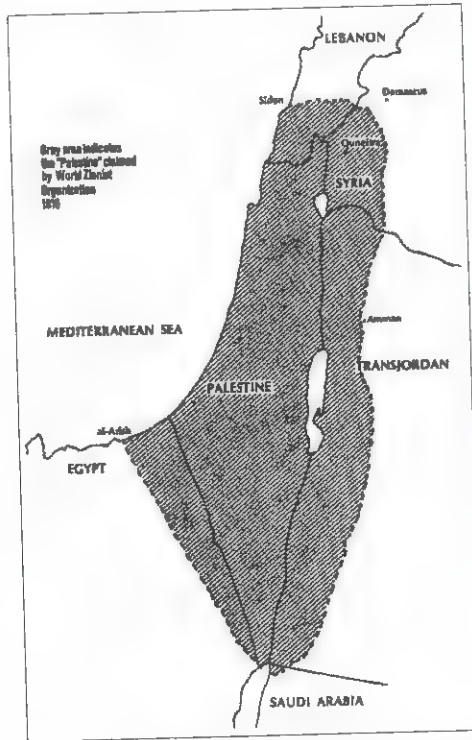 LEBANON
Sidon
Damascus
Gray area indicates
the "Palestine" claimed
by World Zionist
Organization
Quneitra
SYRIA
MEDITERRANEAN SEA
Amman
TRANSJORDAN
PALESTINE
al-Arish
EGYPT
SAUDI ARABIA